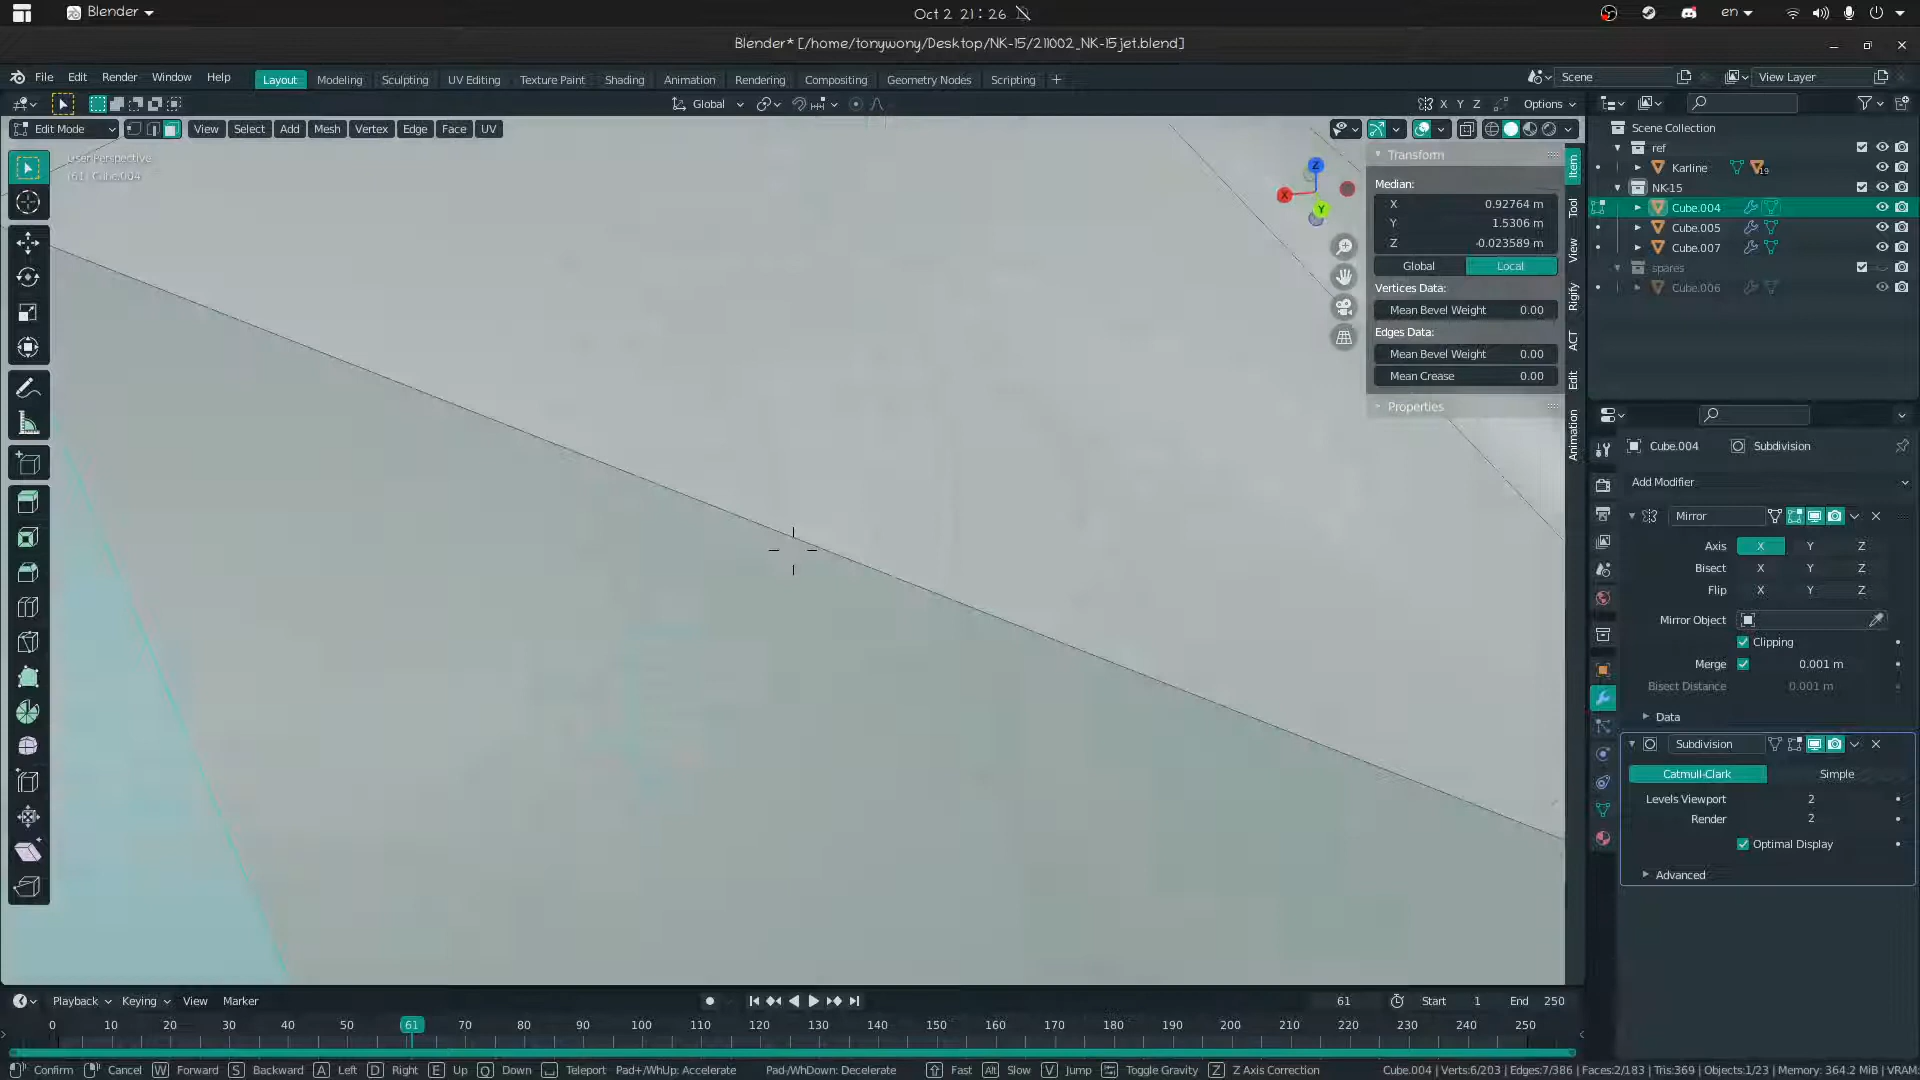 Blender
Oct 2 21:26
en
Blender* [/home/tonywony/Desktop/NK-15/211002_NK-15jet.blend]
File Edit Render Window Help
Layout Modeling Sculpting UV Editing Texture Paint Shading Animation Rendering Compositing Geometry Nodes Scripting +
Scene
View Layer
Global
X Y Z
Options
Edit Mode
View Select Add Mesh Vertex Edge Face UV
User Perspective
(61) Cube.004
Z
X
Y
Transform
Median:
X 0.92764 m
Y 1.5306 m
Z -0.023589 m
Global Local
Vertices Data:
Mean Bevel Weight 0.00
Edges Data:
Mean Bevel Weight 0.00
Mean Crease 0.00
Properties
Item
Tool
View
Rigify
ACT
Edit
Animation
Scene Collection
ref
Karline 19
NK-15
Cube.004
Cube.005
Cube.007
spares
Cube.006
Cube.004 Subdivision
Add Modifier
Mirror
Axis X Y Z
Bisect X Y Z
Flip X Y Z
Mirror Object
Clipping
Merge 0.001 m
Bisect Distance 0.001 m
Data
Subdivision
Catmull-Clark Simple
Levels Viewport 2
Render 2
Optimal Display
Advanced
Playback Keying View Marker
61 Start 1 End 250
0 10 20 30 40 50 61 70 80 90 100 110 120 130 140 150 160 170 180 190 200 210 220 230 240 250
Confirm Cancel W Forward S Backward A Left D Right E Up Q Down Teleport Pad+/WhUp: Accelerate Pad-/WhDown: Decelerate Fast Alt Slow V Jump Toggle Gravity Z Z Axis Correction
Cube.004 | Verts:6/203 | Edges:7/386 | Faces:2/183 | Tris:369 | Objects:1/23 | Memory: 364.2 MiB | VRAM: